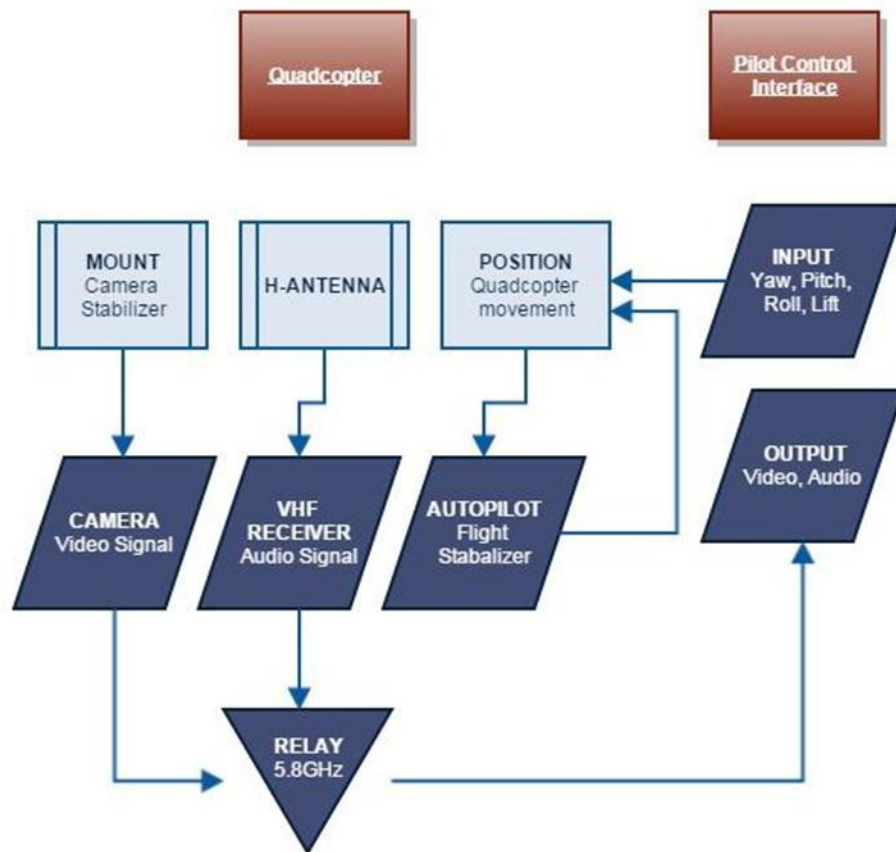 Quadcopter
Pilot Control
Interface
MOUNT
Camera
Stabilizer
H-ANTENNA
POSITION
Quadcopter
movement
INPUT
Yaw, Pitch,
Roll, Lift
OUTPUT
Video, Audio
CAMERA
Video Signal
VHF
RECEIVER
Audio Signal
AUTOPILOT
Flight
Stabalizer
RELAY
5.8GHz